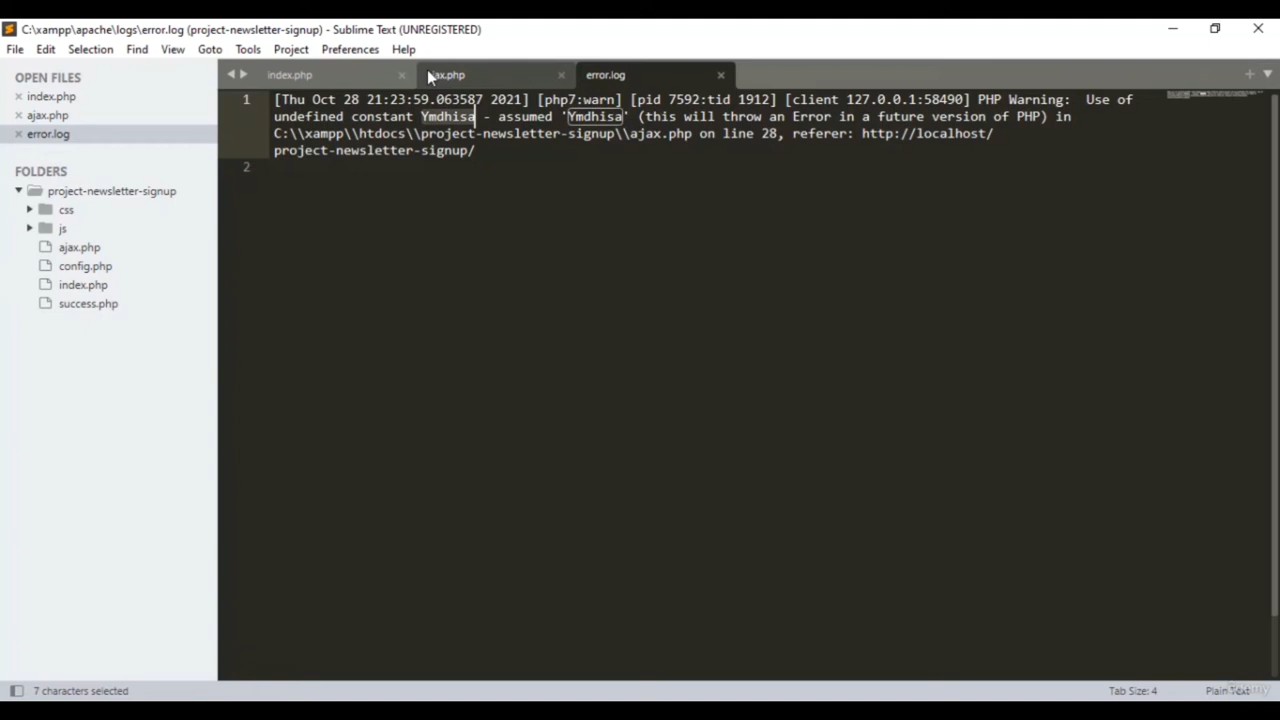 C:\xampp\apache\logs\error.log (project-newsletter-signup) - Sublime Text (UNREGISTERED)
File Edit Selection Find View Goto Tools Project Preferences Help
OPEN FILES
index.php
ajax.php
error.log
FOLDERS
project-newsletter-signup
css
js
ajax.php
config.php
index.php
success.php
index.php ajax.php error.log
1 [Thu Oct 28 21:23:59.063587 2021] [php7:warn] [pid 7592:tid 1912] [client 127.0.0.1:58490] PHP Warning:  Use of
undefined constant Ymdhisa - assumed 'Ymdhisa' (this will throw an Error in a future version of PHP) in
C:\\xampp\\htdocs\\project-newsletter-signup\\ajax.php on line 28, referer: http://localhost/
project-newsletter-signup/
2
7 characters selected Tab Size: 4 Plain Text